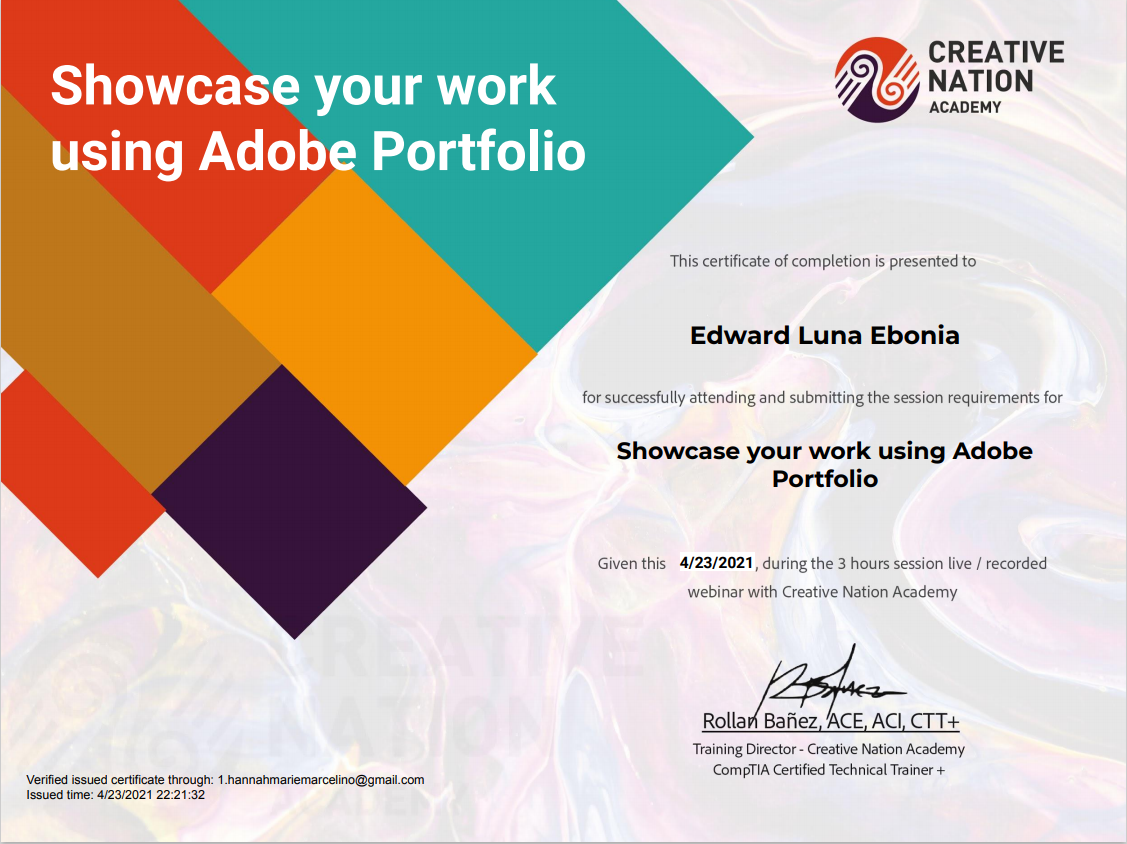 Showcase your work
using Adobe Portfolio
CREATIVE
NATION
ACADEMY
This certificate of completion is presented to
Edward Luna Ebonia
for successfully attending and submitting the session requirements for
Showcase your work using Adobe
Portfolio
Given this 4/23/2021, during the 3 hours session live / recorded
webinar with Creative Nation Academy
CREATIVE
NATION
ACADEMY
Rollan Bañez, ACE, ACI, CTT+
Training Director - Creative Nation Academy
CompTIA Certified Technical Trainer +
Verified issued certificate through: 1.hannahmariemarcelino@gmail.com
Issued time: 4/23/2021 22:21:32